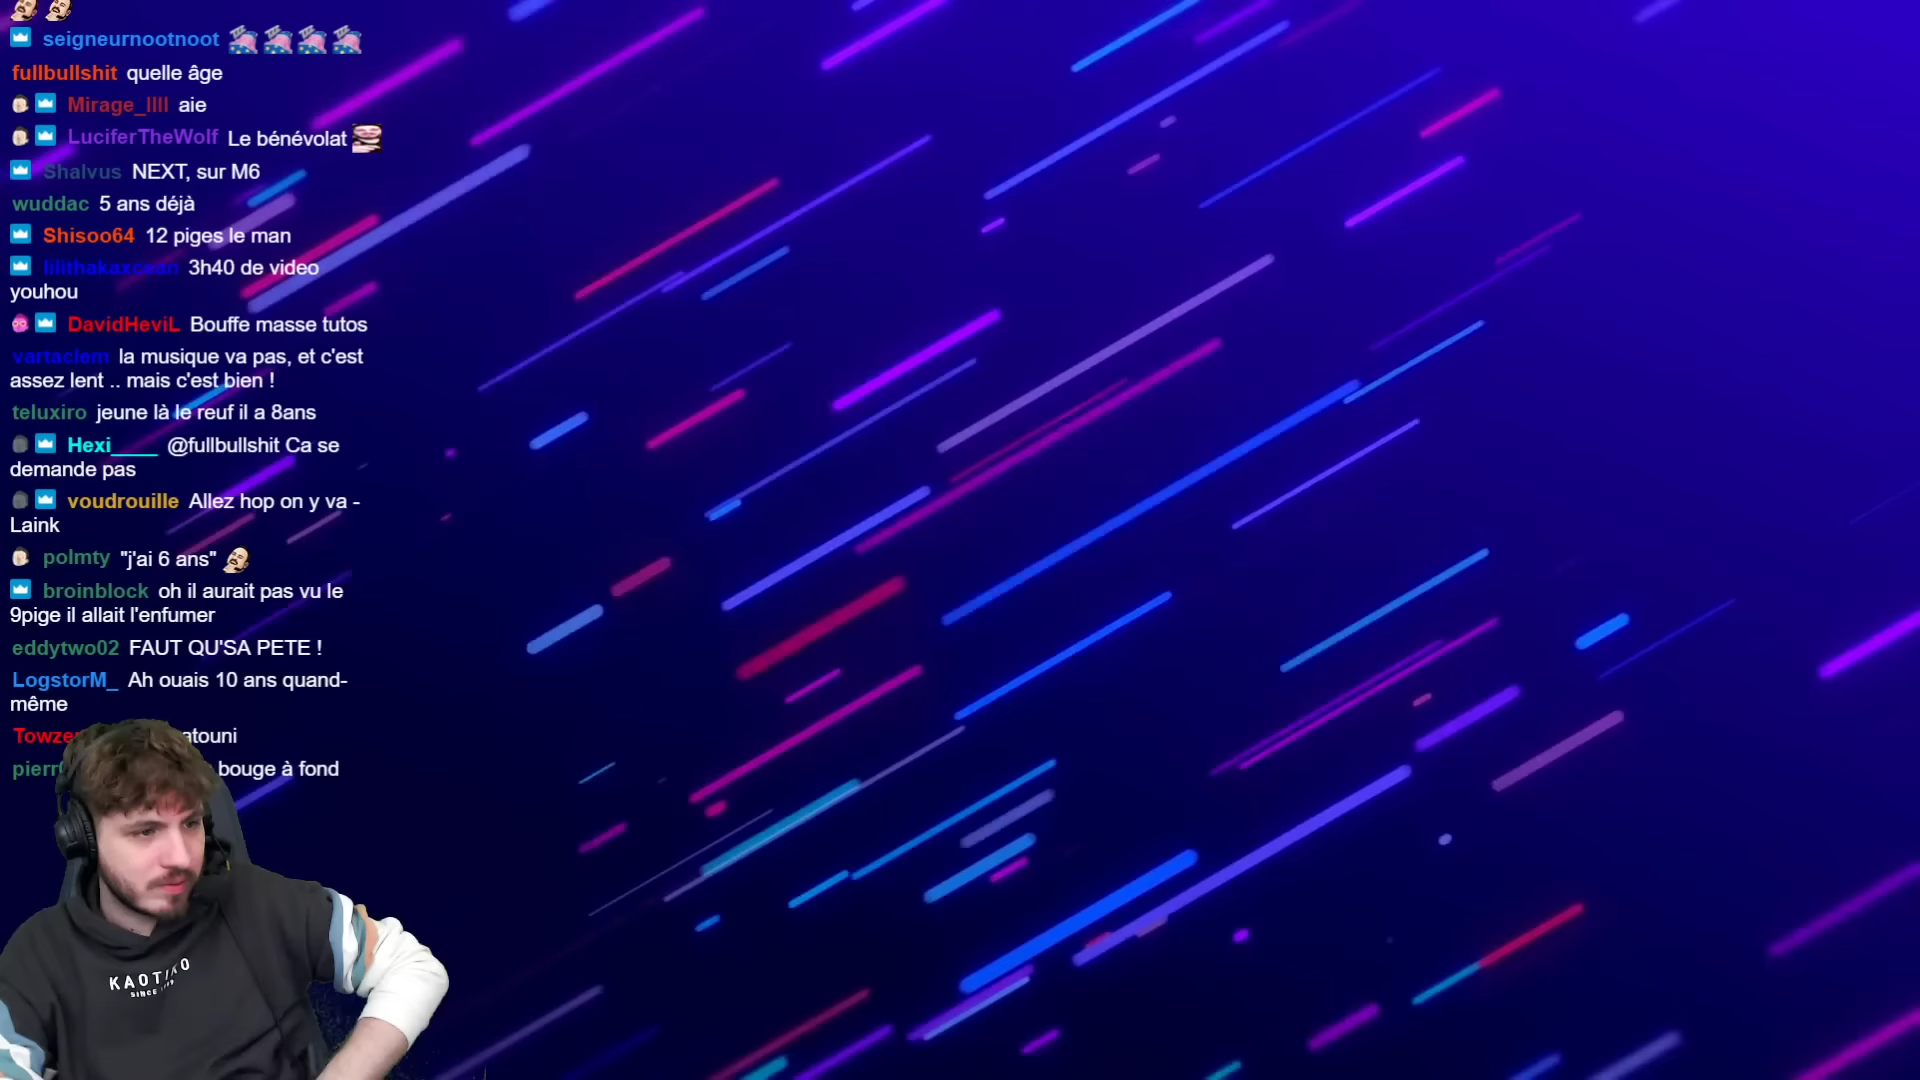 seigneurnootnoot
fullbullshit quelle âge
Mirage_llll aie
LuciferTheWolf Le bénévolat
Shalvus NEXT, sur M6
wuddac 5 ans déjà
Shisoo64 12 piges le man
3h40 de video
youhou
DavidHeviL Bouffe masse tutos
vartaclem la musique va pas, et c'est
assez lent .. mais c'est bien !
teluxiro jeune là le reuf il a 8ans
Hexi____ @fullbullshit Ca se
demande pas
voudrouille Allez hop on y va -
Laink
polmty "j'ai 6 ans"
broinblock oh il aurait pas vu le
9pige il allait l'enfumer
eddytwo02 FAUT QU'SA PETE !
LogstorM_ Ah ouais 10 ans quand-
même
bouge à fond
KAOTIKO
SINCE